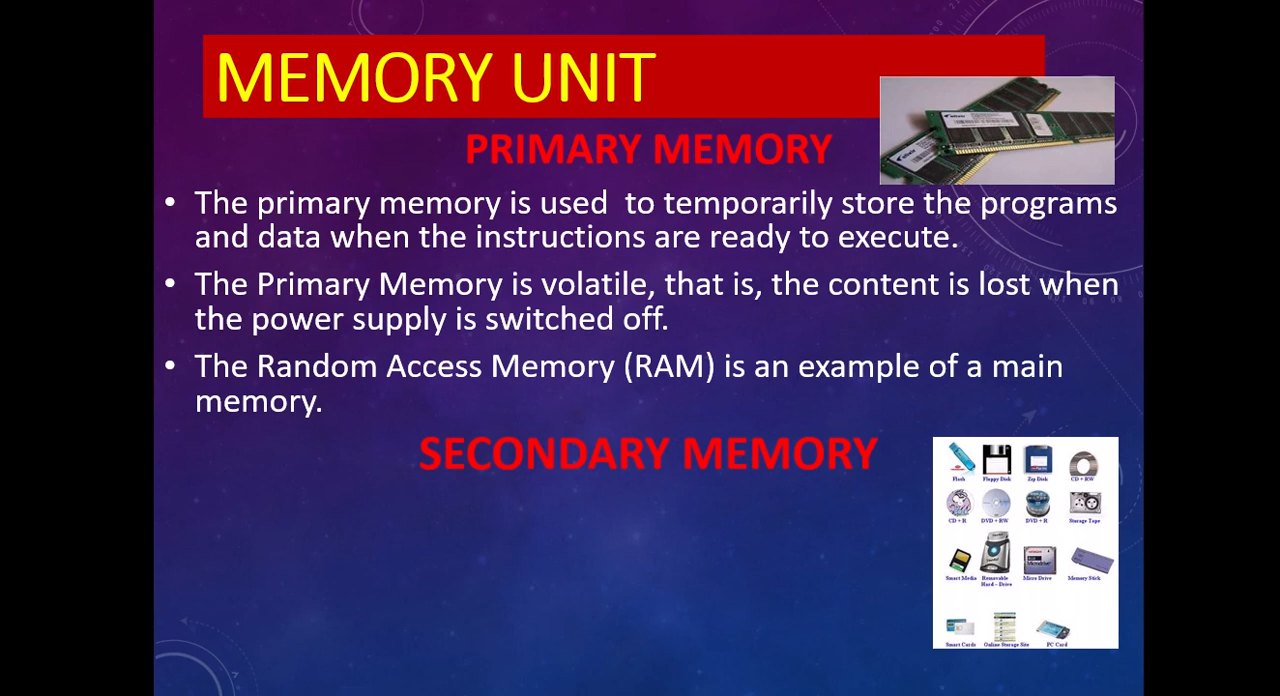 MEMORY UNIT
PRIMARY MEMORY
• The primary memory is used to temporarily store the programs
and data when the instructions are ready to execute.
• The Primary Memory is volatile, that is, the content is lost when
the power supply is switched off.
• The Random Access Memory (RAM) is an example of a main
memory.
SECONDARY MEMORY
Flash Floppy Disk Zip Disk CD + RW
CD + R DVD + RW DVD + R Storage Tape
Smart Media Removable Hard - Drive Micro Drive Memory Stick
Smart Cards Online Storage Site PC Card